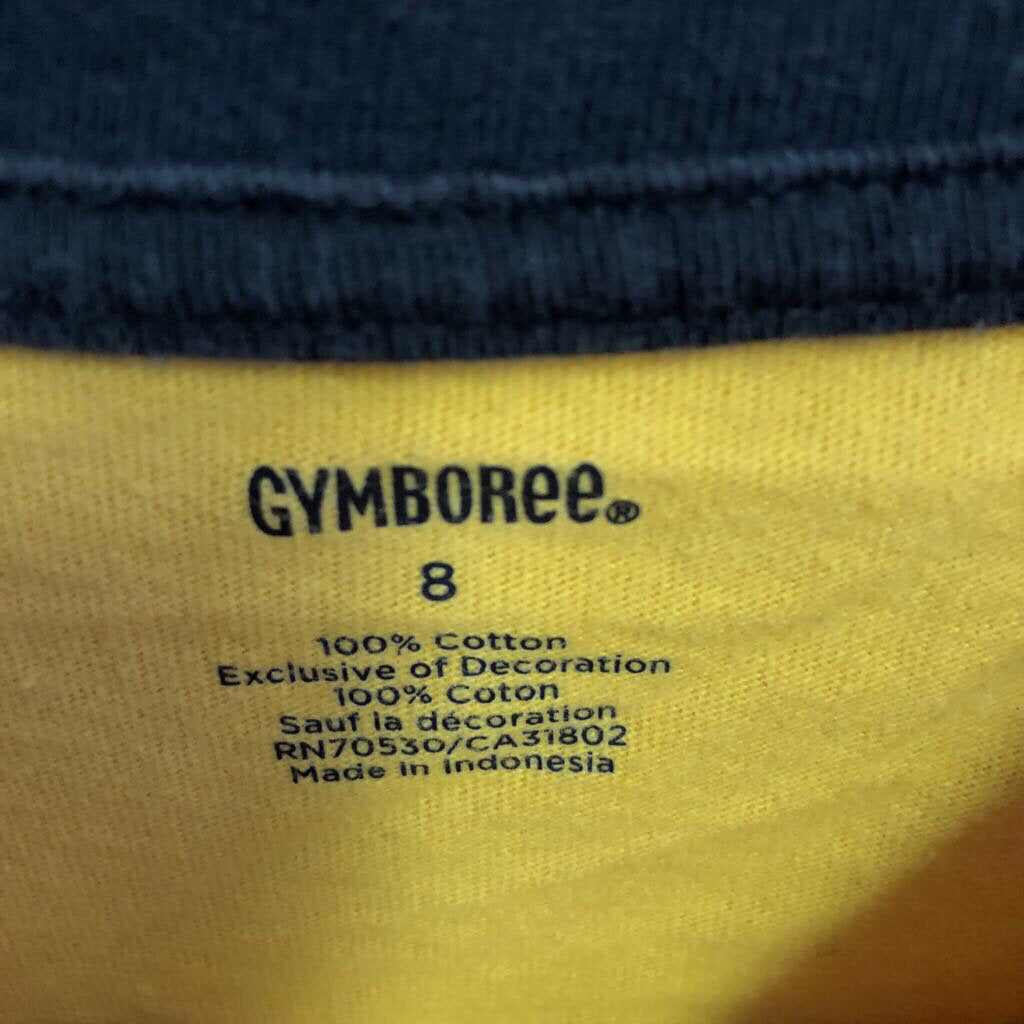 GYMBOREE®
8
100% Cotton
Exclusive of Decoration
100% Coton
Sauf la décoration
RN70530/CA31802
Made in Indonesia